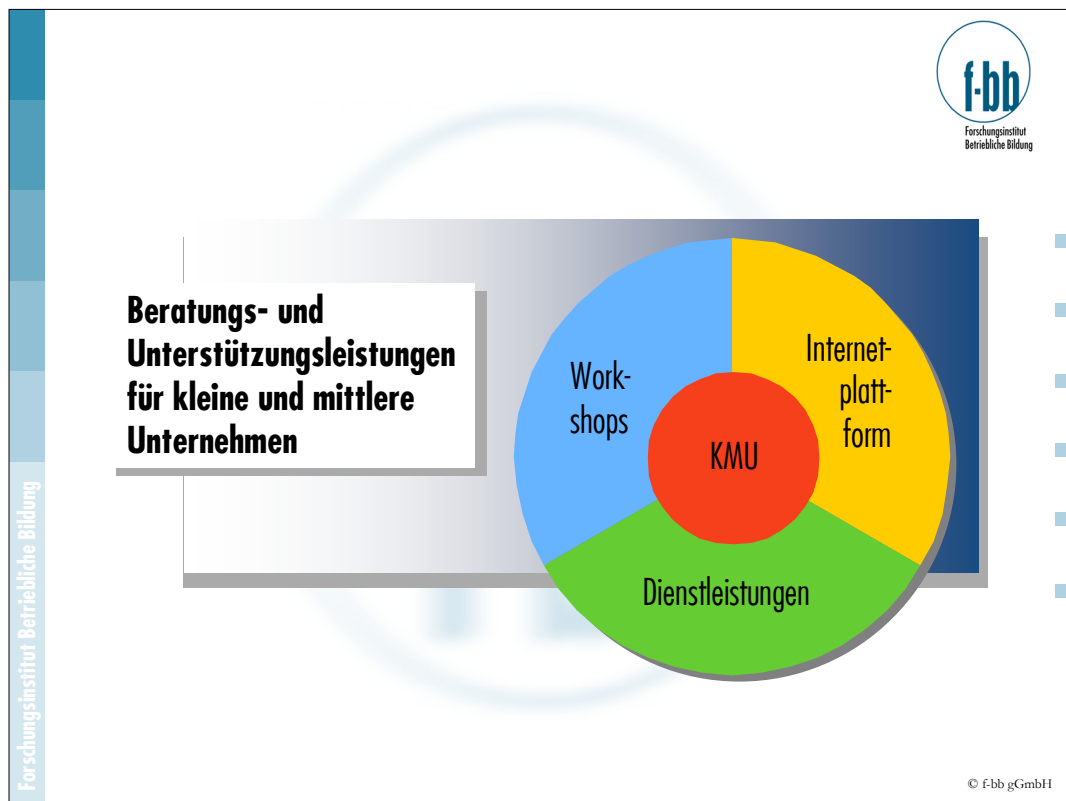 f-bb
Forschungsinstitut
Betriebliche Bildung
Beratungs- und
Unterstützungsleistungen
für kleine und mittlere
Unternehmen
Work-
shops
Internet-
platt-
form
KMU
Dienstleistungen
Forschungsinstitut Betriebliche Bildung
© f-bb gGmbH